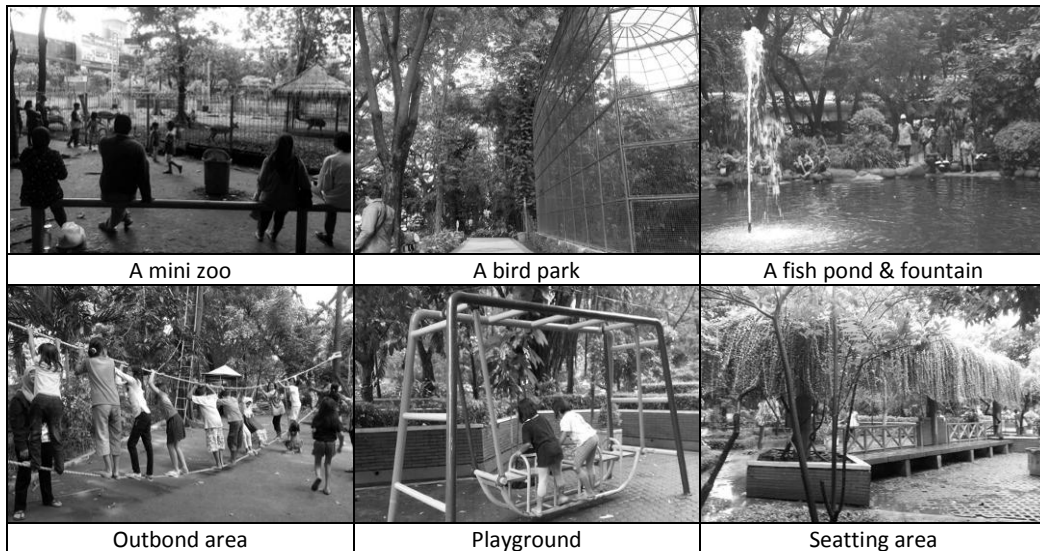 A mini zoo
A bird park
A fish pond & fountain
Outbond area
Playground
Seatting area